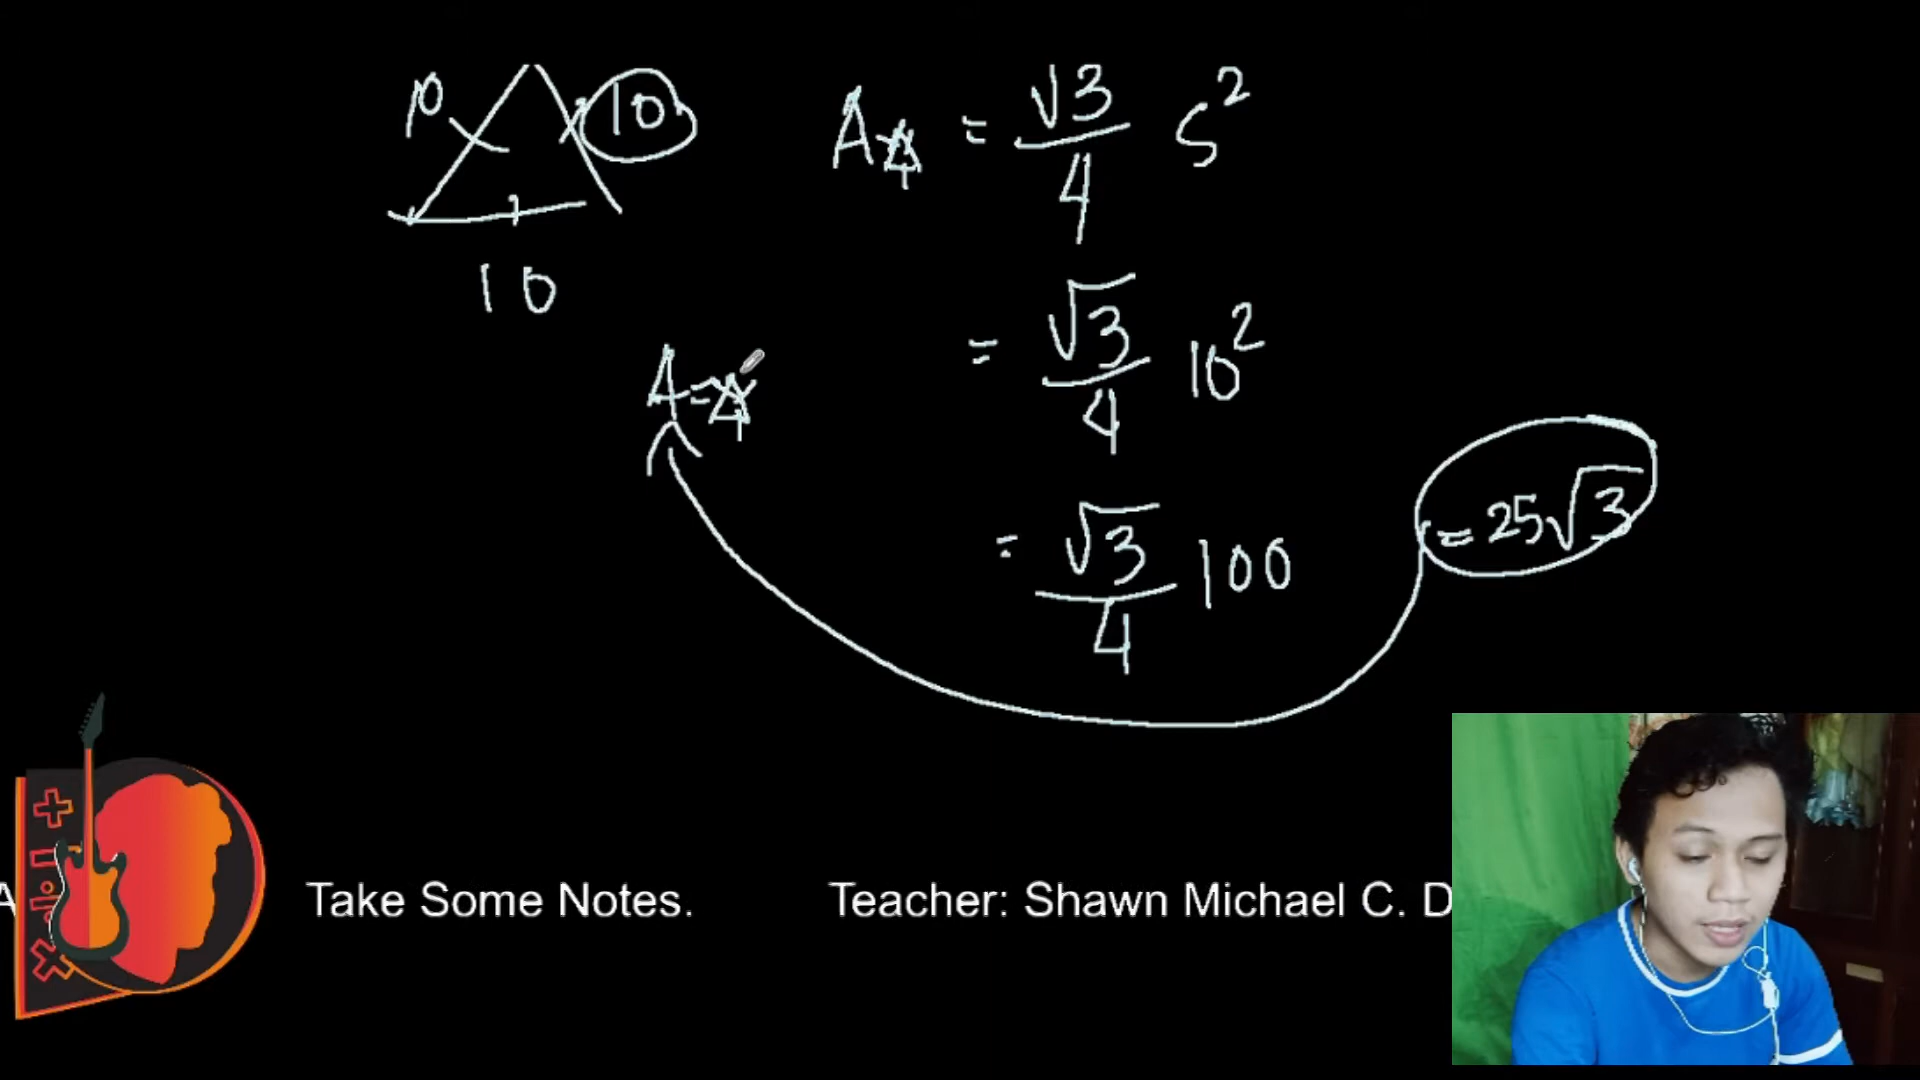 10
10
10
A△ = √3/4 s²
= √3/4 10²
A=△
= √3/4 100
= 25√3
Take Some Notes. Teacher: Shawn Michael C. D